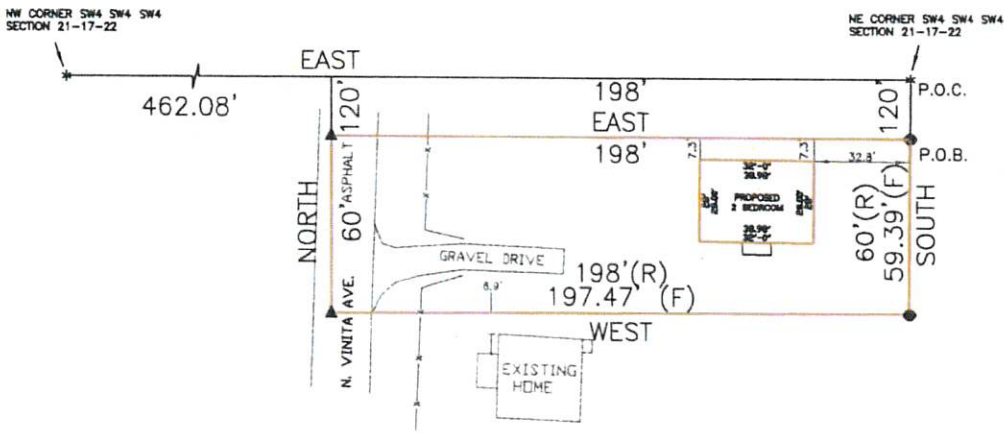 NW CORNER SW4 SW4 SW4
SECTION 21-17-22
NE CORNER SW4 SW4 SW4
SECTION 21-17-22
EAST
462.08'
120'
198'
120'
P.O.C.
EAST
198'
7.3'
7.3'
32.8'
P.O.B.
NORTH
60'
ASPHALT
N. VINITA AVE.
PROPOSED
2 BEDROOM
60'(R)
59.39'(F)
SOUTH
GRAVEL DRIVE
198'(R)
197.47' (F)
WEST
EXISTING
HOME